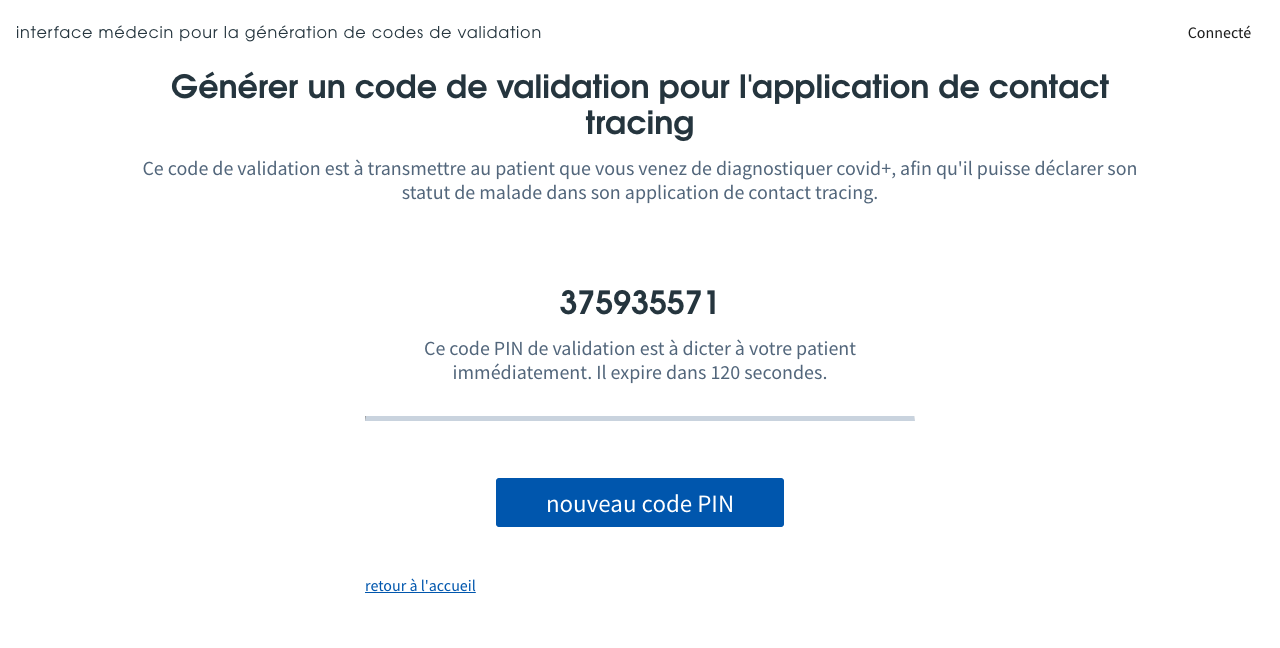 interface médecin pour la génération de codes de validation
Connecté
Générer un code de validation pour l'application de contact
tracing
Ce code de validation est à transmettre au patient que vous venez de diagnostiquer covid+, afin qu'il puisse déclarer son
statut de malade dans son application de contact tracing.
375935571
Ce code PIN de validation est à dicter à votre patient
immédiatement. Il expire dans 120 secondes.
nouveau code PIN
retour à l'accueil